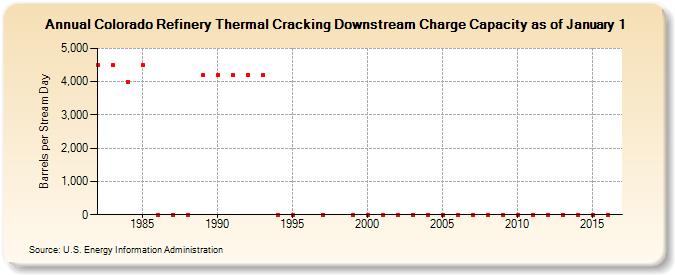 Annual Colorado Refinery Thermal Cracking Downstream Charge Capacity as of January 1
Barrels per Stream Day
5,000
4,000
3,000
2,000
1,000
0
1985 1990 1995 2000 2005 2010 2015
Source: U.S. Energy Information Administration